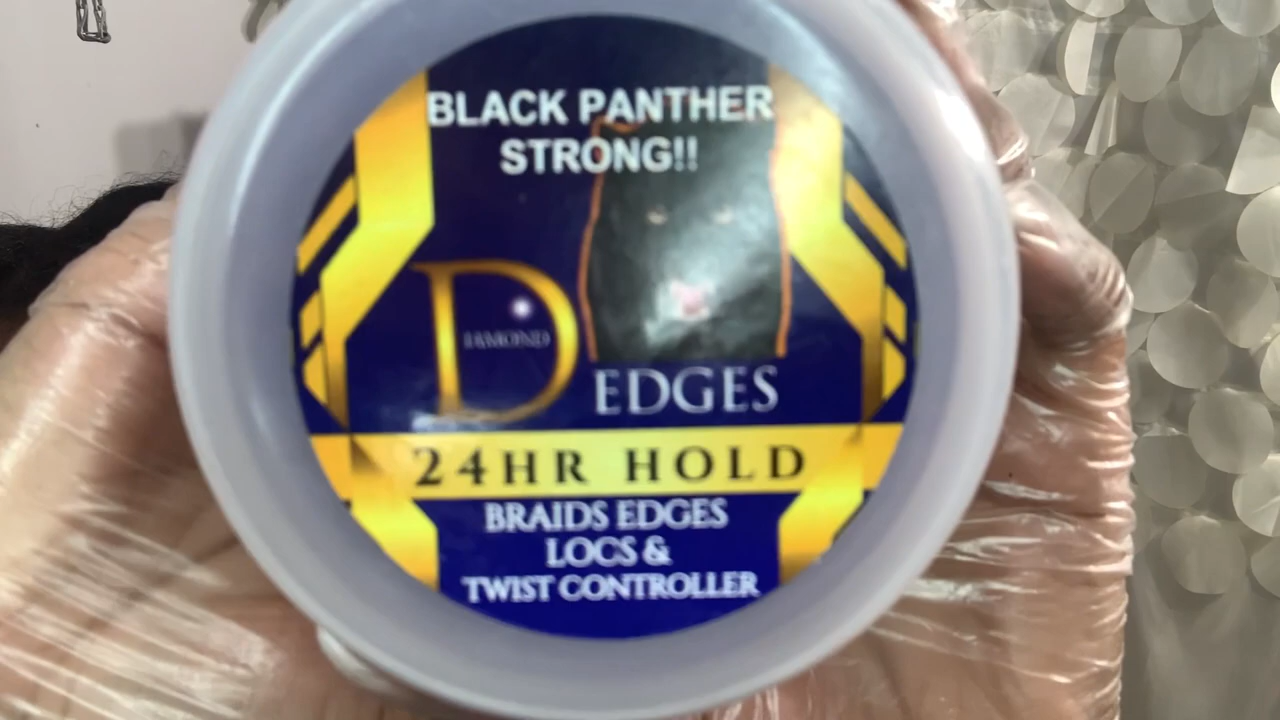 BLACK PANTHER
STRONG!!
DIAMOND
EDGES
24HR HOLD
BRAIDS EDGES
LOCS &
TWIST CONTROLLER